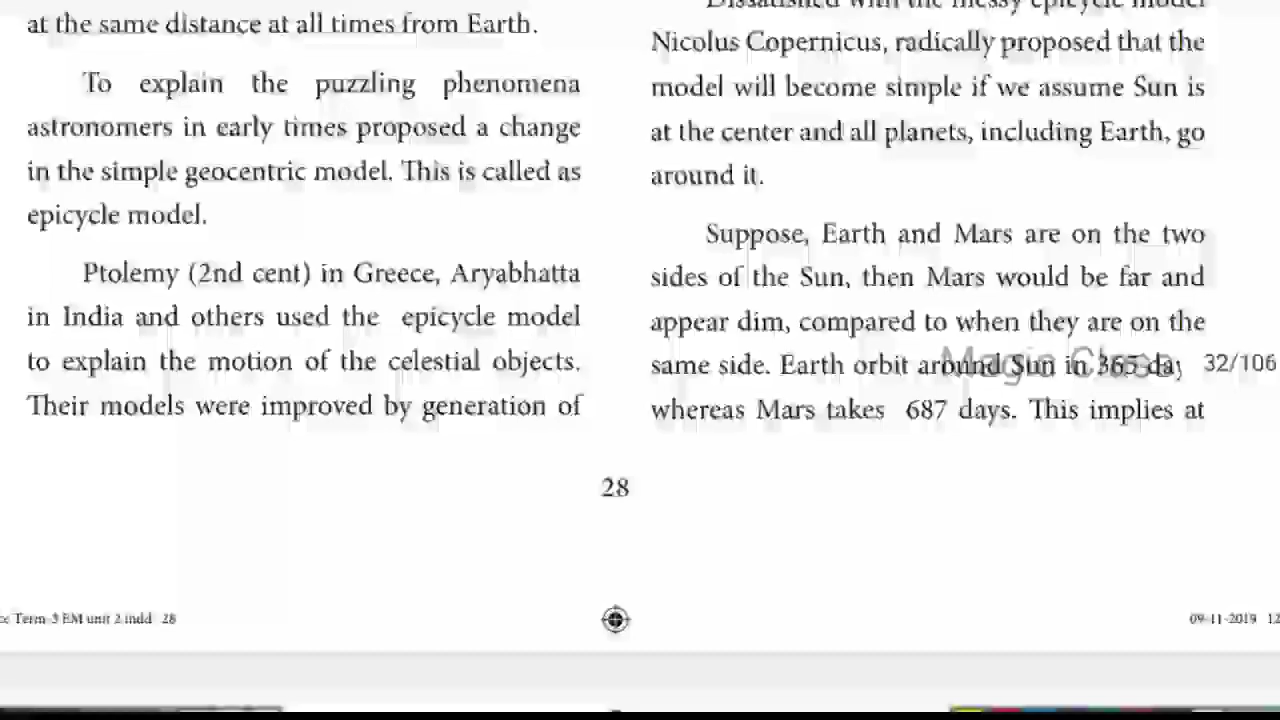 at the same distance at all times from Earth.
To explain the puzzling phenomena
astronomers in early times proposed a change
in the simple geocentric model. This is called as
epicycle model.
Ptolemy (2nd cent) in Greece, Aryabhatta
in India and others used the epicycle model
to explain the motion of the celestial objects.
Their models were improved by generation of
Dissatisfied with the messy epicycle model
Nicolus Copernicus, radically proposed that the
model will become simple if we assume Sun is
at the center and all planets, including Earth, go
around it.
Suppose, Earth and Mars are on the two
sides of the Sun, then Mars would be far and
appear dim, compared to when they are on the
same side. Earth orbit around Sun in 365 day
Magic Class
32/106
whereas Mars takes 687 days. This implies at
28
Term-3 EM unit 2.indd 28
09-11-2019 12